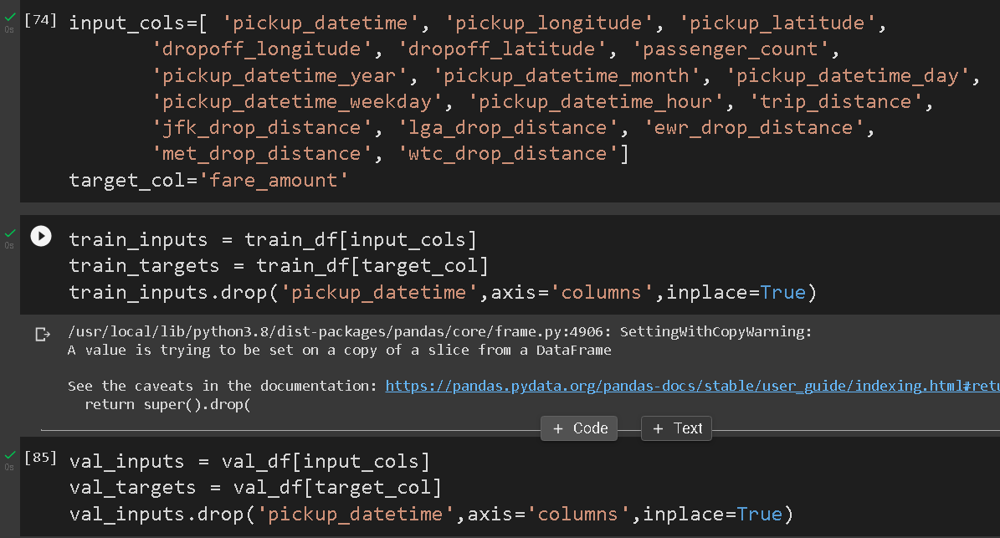 [74] input_cols=[ 'pickup_datetime', 'pickup_longitude', 'pickup_latitude',
'dropoff_longitude', 'dropoff_latitude', 'passenger_count',
'pickup_datetime_year', 'pickup_datetime_month', 'pickup_datetime_day',
'pickup_datetime_weekday', 'pickup_datetime_hour', 'trip_distance',
'jfk_drop_distance', 'lga_drop_distance', 'ewr_drop_distance',
'met_drop_distance', 'wtc_drop_distance']
target_col='fare_amount'
0s
train_inputs = train_df[input_cols]
train_targets = train_df[target_col]
train_inputs.drop('pickup_datetime',axis='columns',inplace=True)
0s
/usr/local/lib/python3.8/dist-packages/pandas/core/frame.py:4906: SettingWithCopyWarning:
A value is trying to be set on a copy of a slice from a DataFrame
See the caveats in the documentation: https://pandas.pydata.org/pandas-docs/stable/user_guide/indexing.html#retu
return super().drop(
+ Code + Text
[85] val_inputs = val_df[input_cols]
0s
val_targets = val_df[target_col]
val_inputs.drop('pickup_datetime',axis='columns',inplace=True)